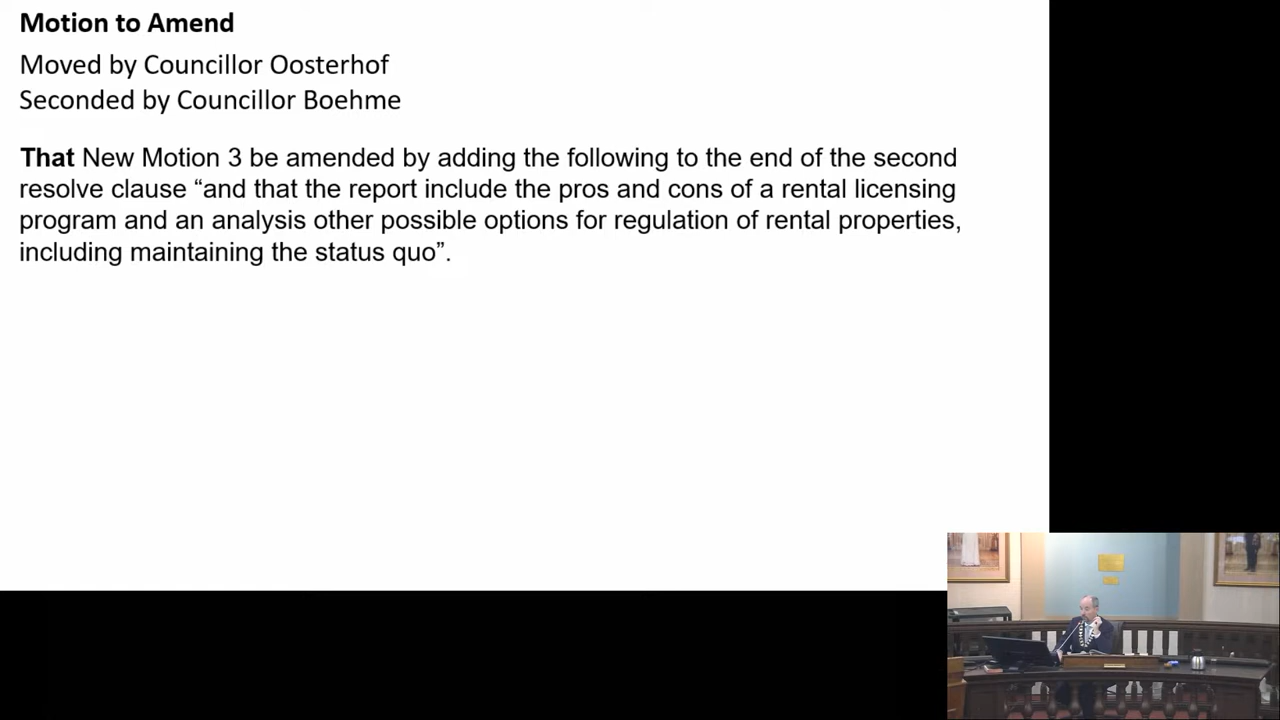 Motion to Amend
Moved by Councillor Oosterhof
Seconded by Councillor Boehme
That New Motion 3 be amended by adding the following to the end of the second
resolve clause “and that the report include the pros and cons of a rental licensing
program and an analysis other possible options for regulation of rental properties,
including maintaining the status quo”.